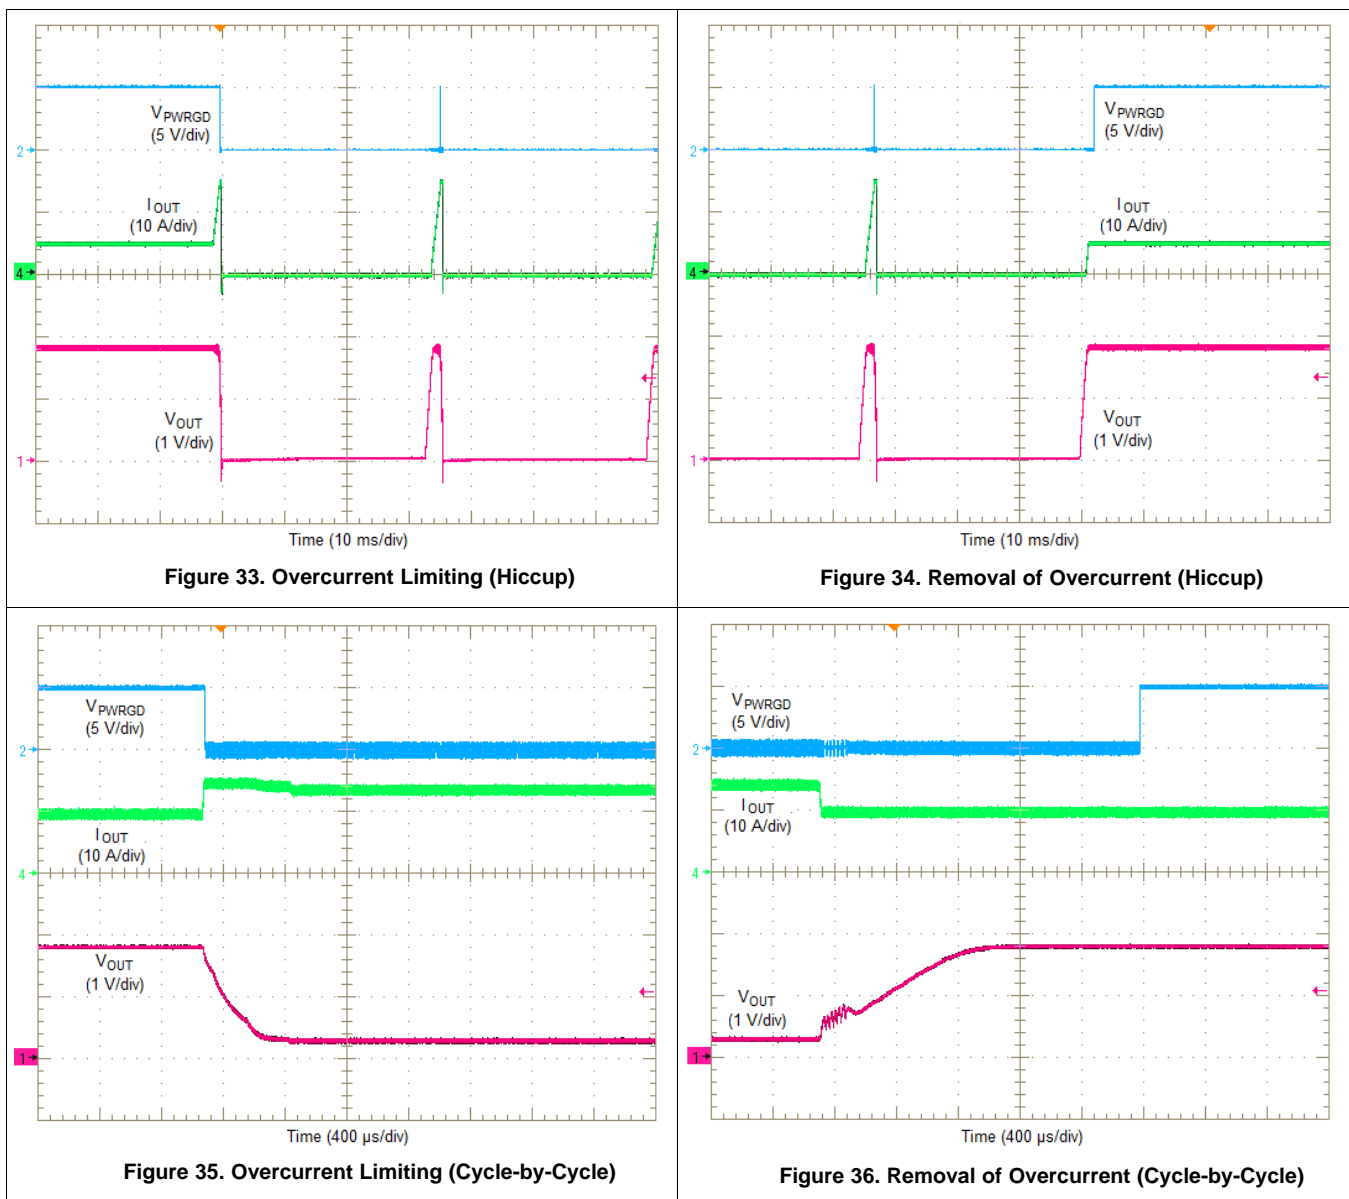 VPWRGD
(5 V/div)
2
IOUT
(10 A/div)
4
VOUT
(1 V/div)
1
Time (10 ms/div)
Figure 33. Overcurrent Limiting (Hiccup)
VPWRGD
(5 V/div)
2
IOUT
(10 A/div)
4
VOUT
(1 V/div)
1
Time (10 ms/div)
Figure 34. Removal of Overcurrent (Hiccup)
VPWRGD
(5 V/div)
2
IOUT
(10 A/div)
4
VOUT
(1 V/div)
1
Time (400 µs/div)
Figure 35. Overcurrent Limiting (Cycle-by-Cycle)
VPWRGD
(5 V/div)
2
IOUT
(10 A/div)
4
VOUT
(1 V/div)
1
Time (400 µs/div)
Figure 36. Removal of Overcurrent (Cycle-by-Cycle)